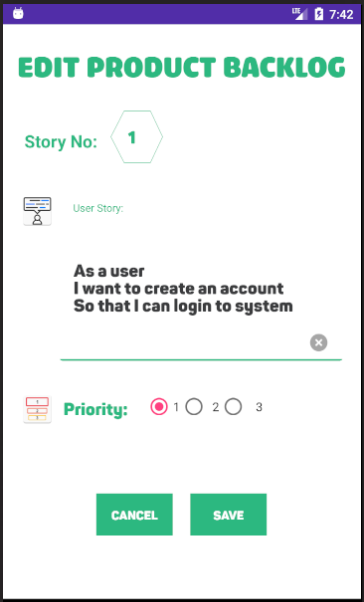 LTE 7:42
EDIT PRODUCT BACKLOG
Story No: 1
User Story:
As a user
I want to create an account
So that I can login to system
Priority: 1 2 3
CANCEL SAVE